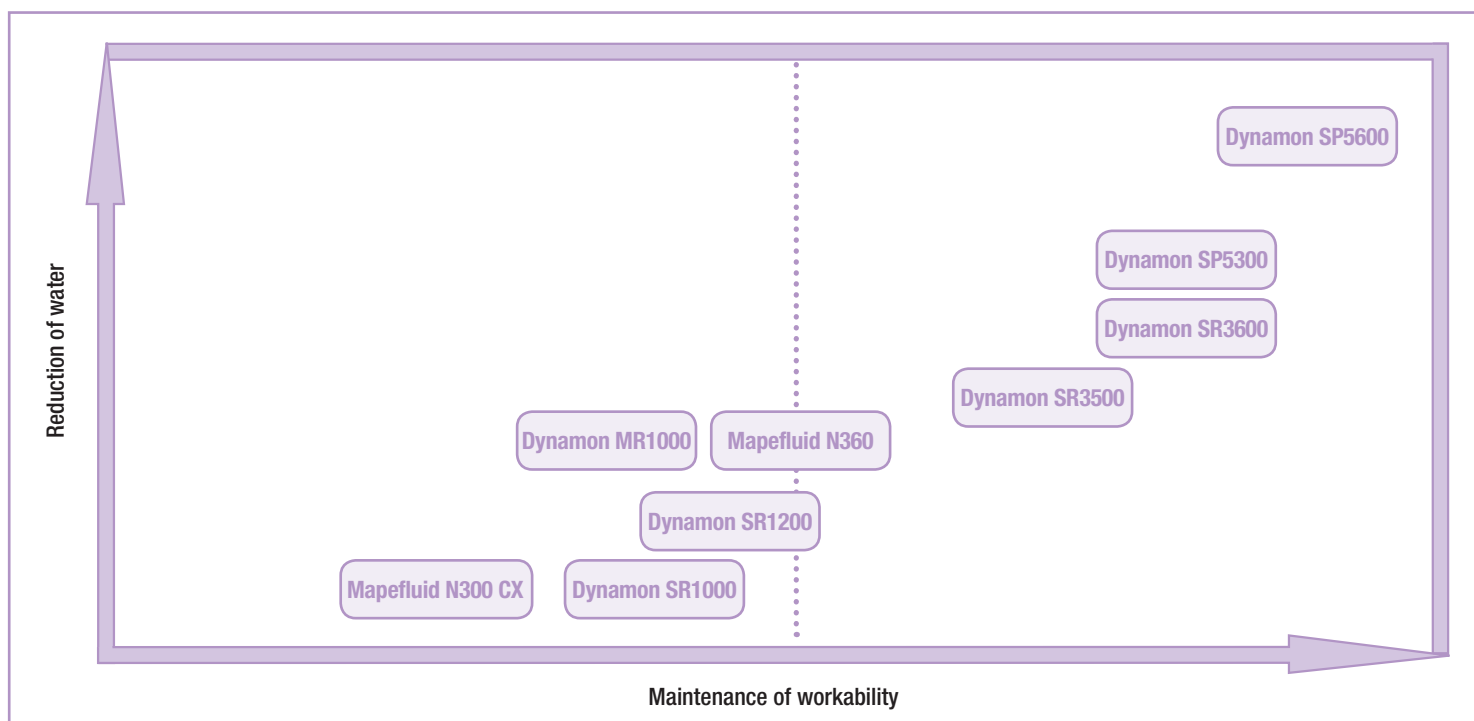 Dynamon SP5600
Dynamon SP5300
Dynamon SR3600
Dynamon SR3500
Dynamon MR1000
Mapefluid N360
Dynamon SR1200
Mapefluid N300 CX
Dynamon SR1000
Reduction of water
Maintenance of workability